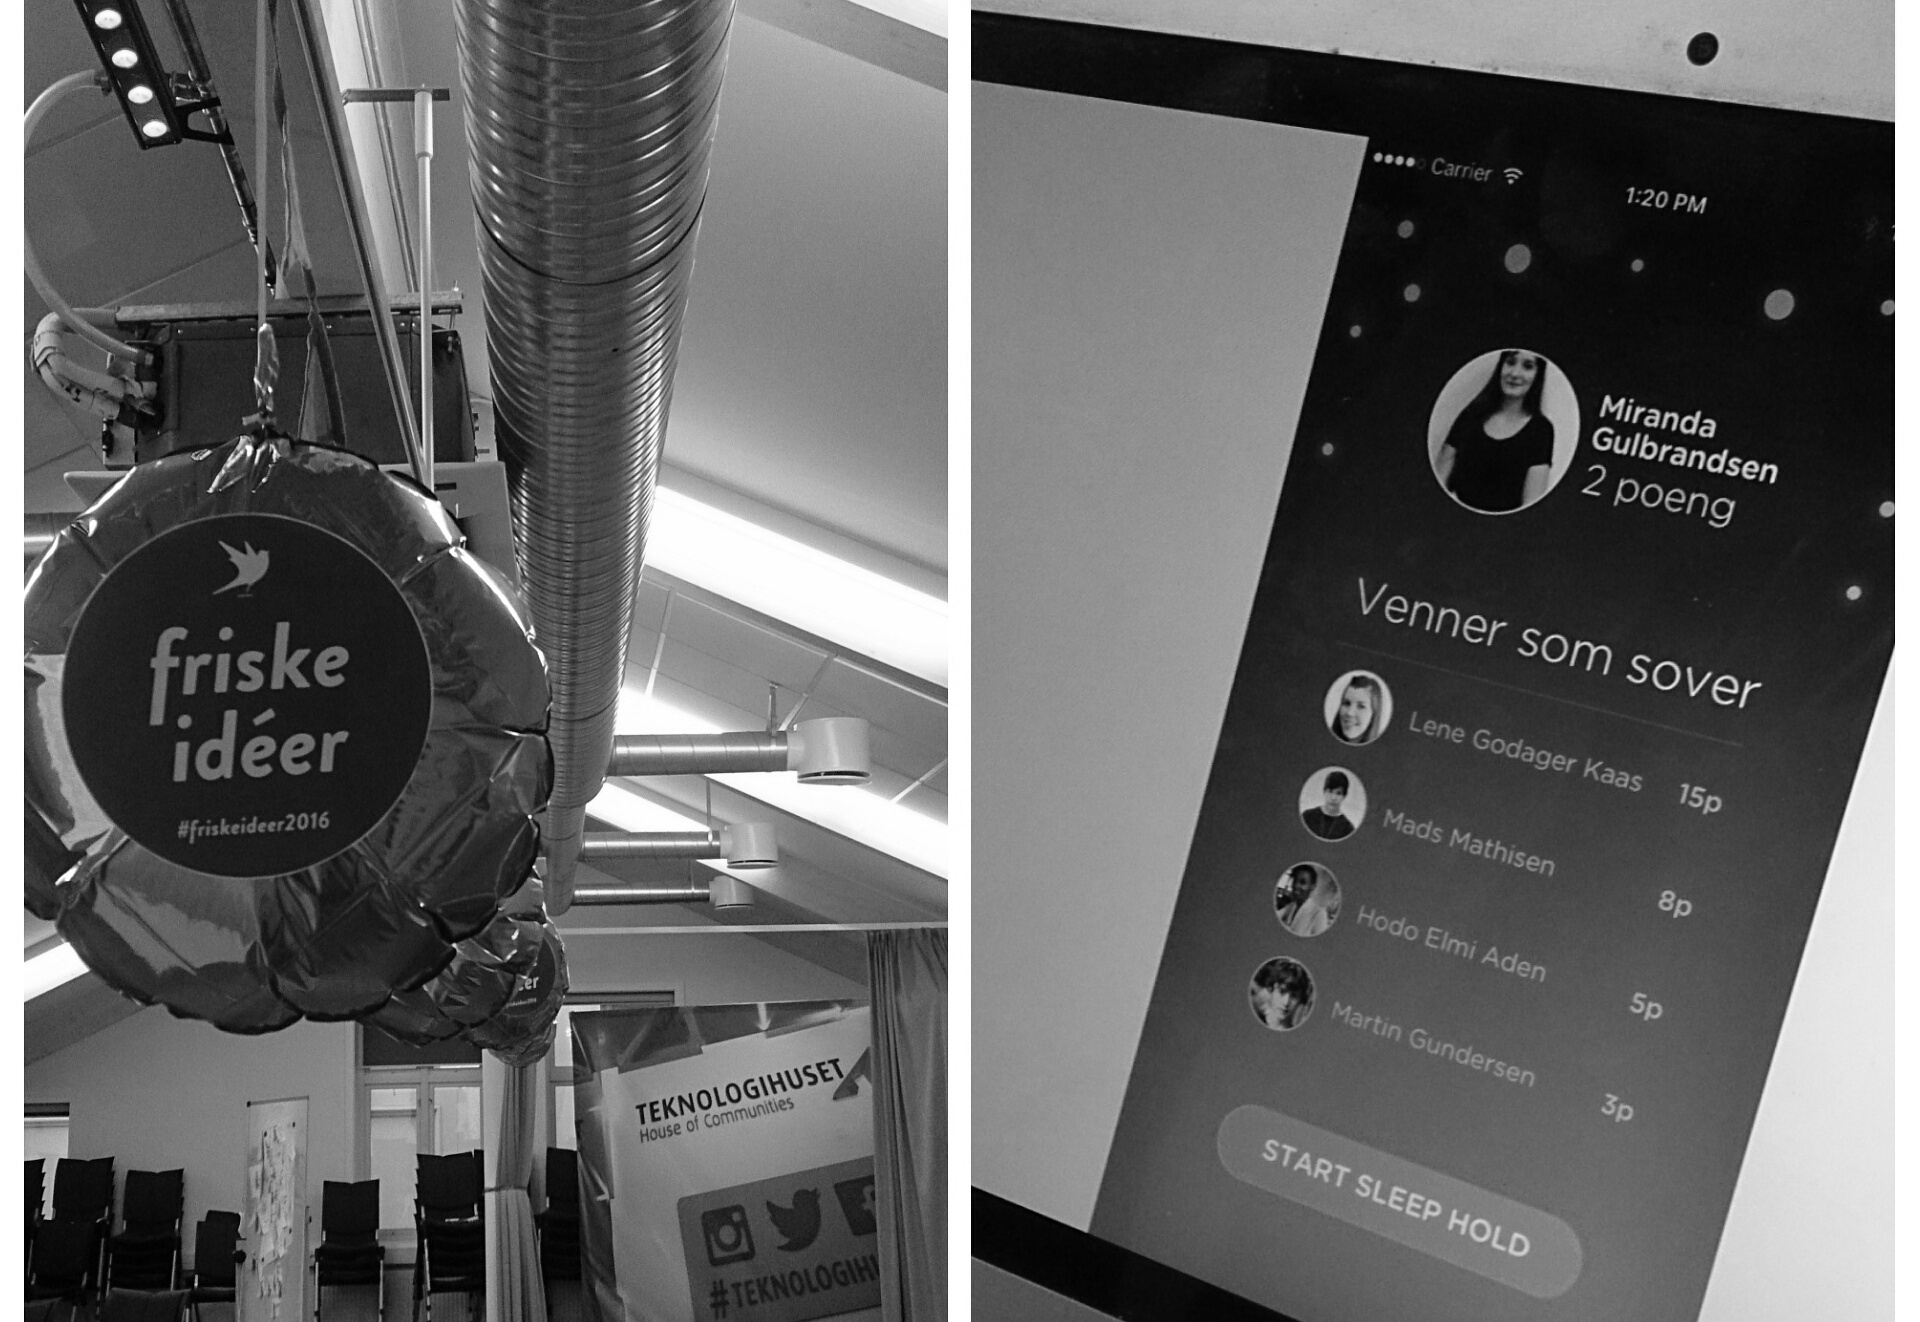 friske
idéer
#friskeideer2016
TEKNOLOGIHUSET
House of Communities
Carrier
1:20 PM
Miranda
Gulbrandsen
2 poeng
Venner som sover
Lene Godager Kaas 15p
Mads Mathisen 8p
Hodo Elmi Aden 5p
Martin Gundersen 3p
START SLEEP HOLD